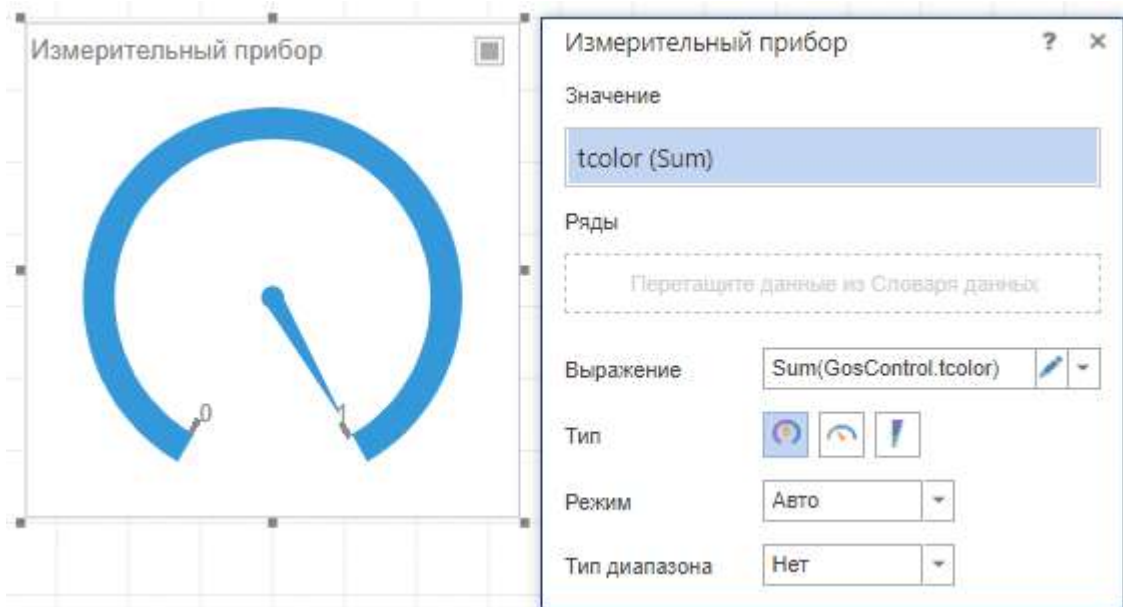 Измерительный прибор
0
1
Измерительный прибор ? ×
Значение
tcolor (Sum)
Ряды
Перетащите данные из Словаря данных
Выражение Sum(GosControl.tcolor)
Тип
Режим Авто
Тип диапазона Нет